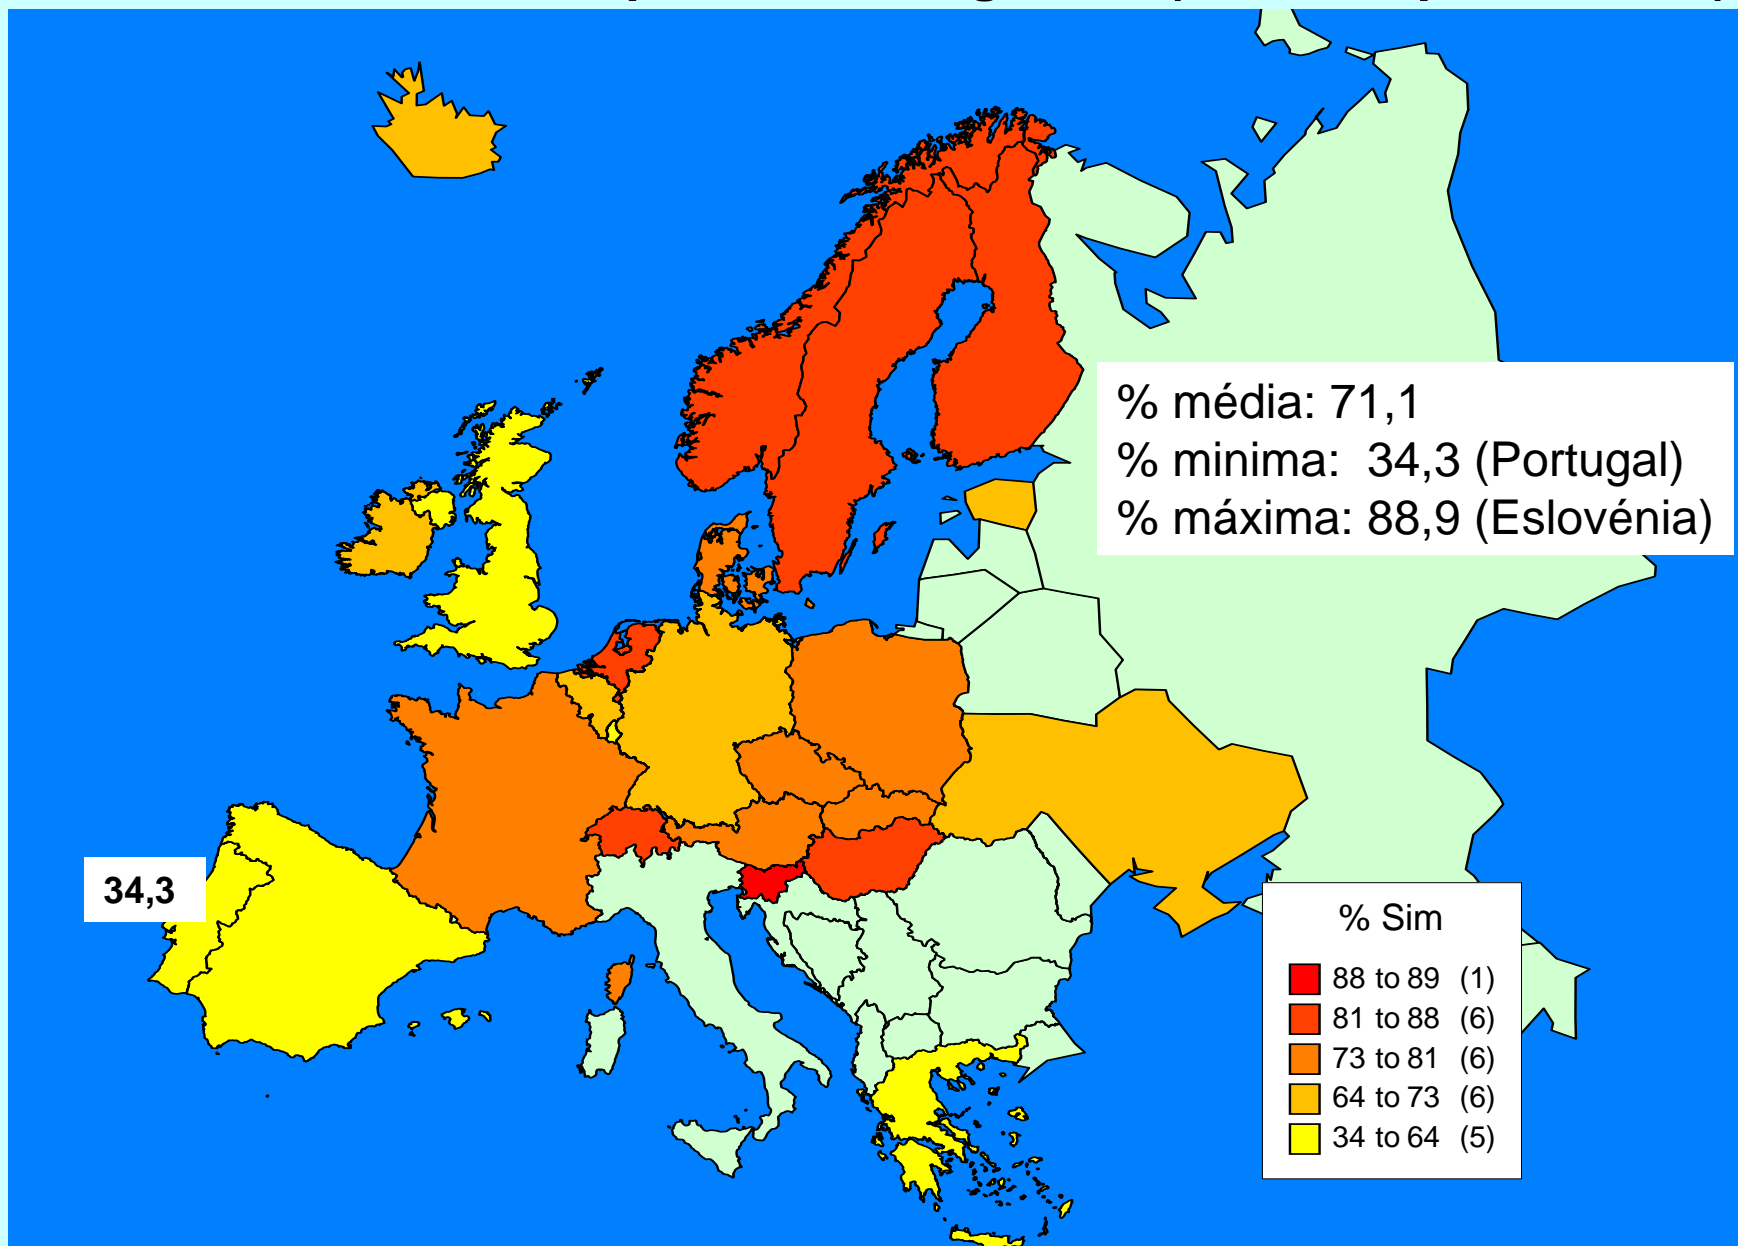 % média: 71,1
% minima: 34,3 (Portugal)
% máxima: 88,9 (Eslovénia)
34,3
% Sim
88 to 89 (1)
81 to 88 (6)
73 to 81 (6)
64 to 73 (6)
34 to 64 (5)